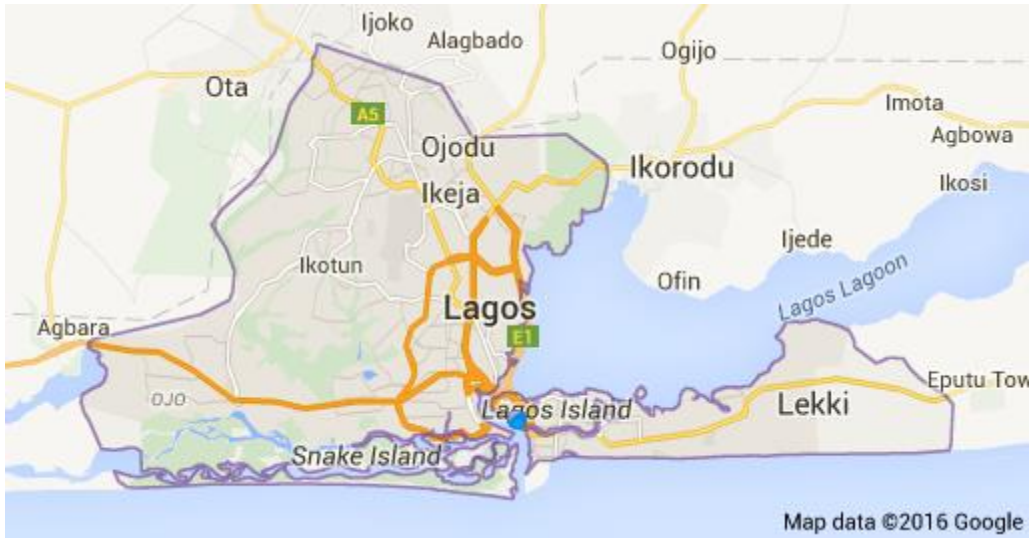 Ijoko
Alagbado
Ogijo
Ota
Imota
A5
Agbowa
Ojodu
Ikorodu
Ikeja
Ikosi
Ijede
Ikotun
Ofin
Lagos Lagoon
Lagos
Agbara
E1
Eputu Tow
OJO
Lekki
Lagos Island
Snake Island
Map data ©2016 Google